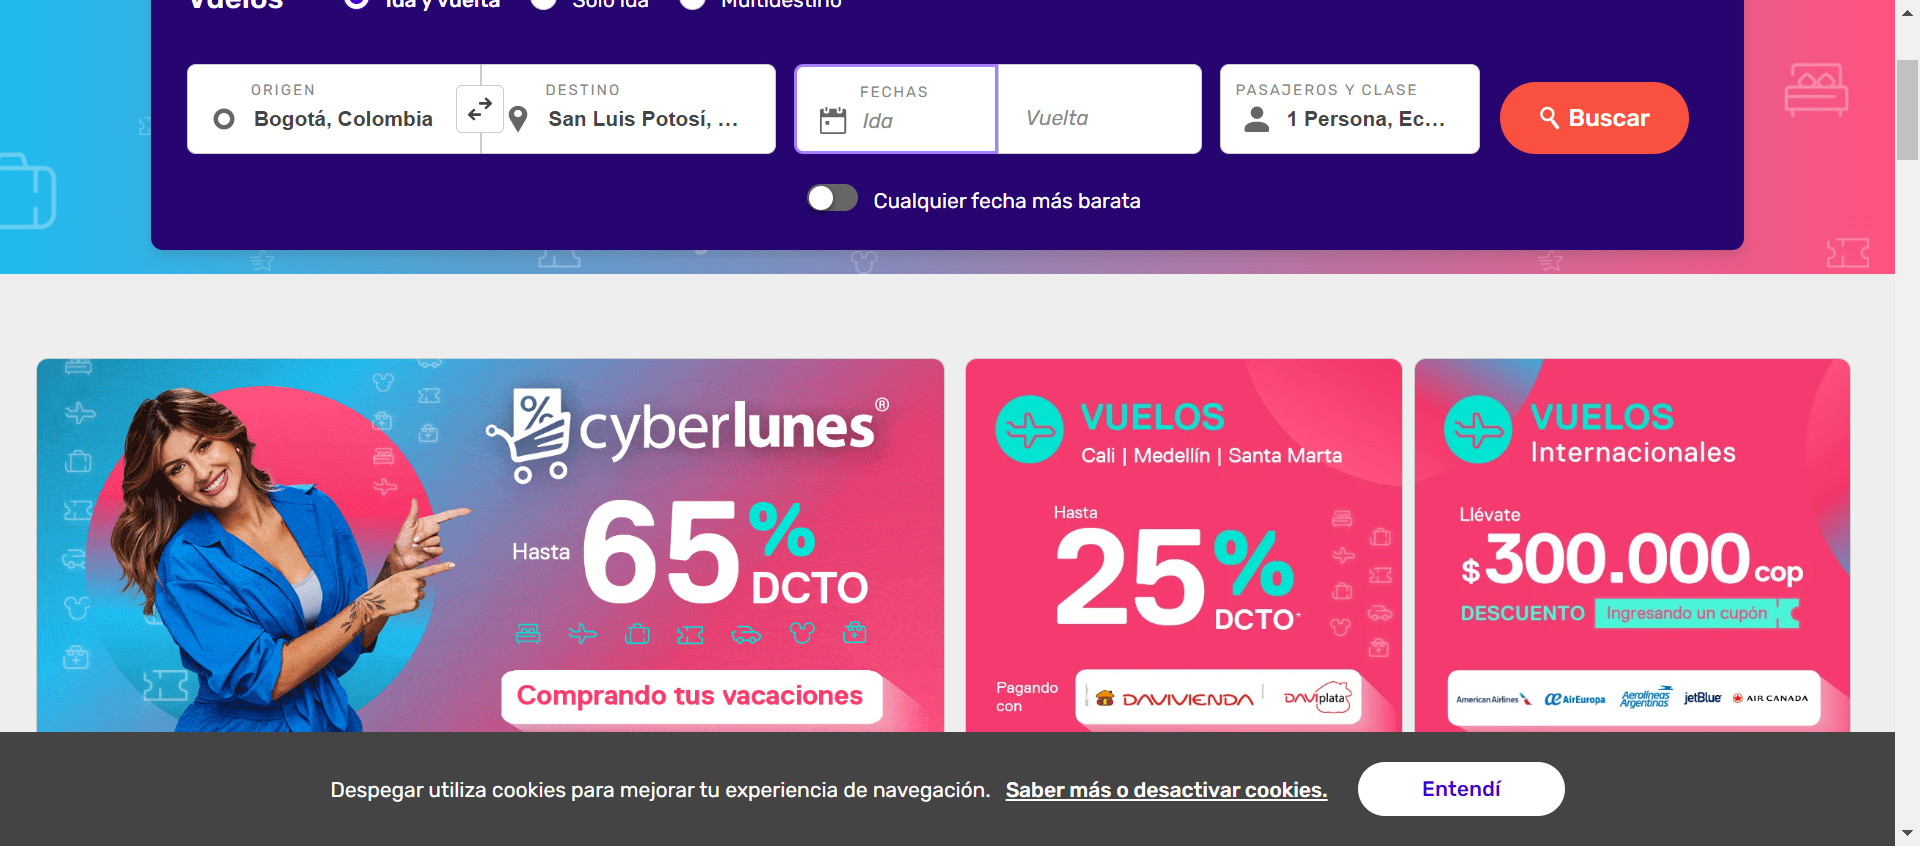 Vuelos
Ida y vuelta
Solo ida
Multidestino
ORIGEN
Bogotá, Colombia
DESTINO
San Luis Potosí, ...
FECHAS
Ida
Vuelta
PASAJEROS Y CLASE
1 Persona, Ec...
Buscar
Cualquier fecha más barata
cyberlunes®
Hasta 65% DCTO
Comprando tus vacaciones
VUELOS
Cali | Medellín | Santa Marta
Hasta
25% DCTO*
Pagando con
DAVIVIENDA
DAVIplata
VUELOS
Internacionales
Llévate
$300.000 cop
DESCUENTO Ingresando un cupón
American Airlines
AirEuropa
Aerolíneas Argentinas
jetBlue
AIR CANADA
Despegar utiliza cookies para mejorar tu experiencia de navegación. Saber más o desactivar cookies.
Entendí